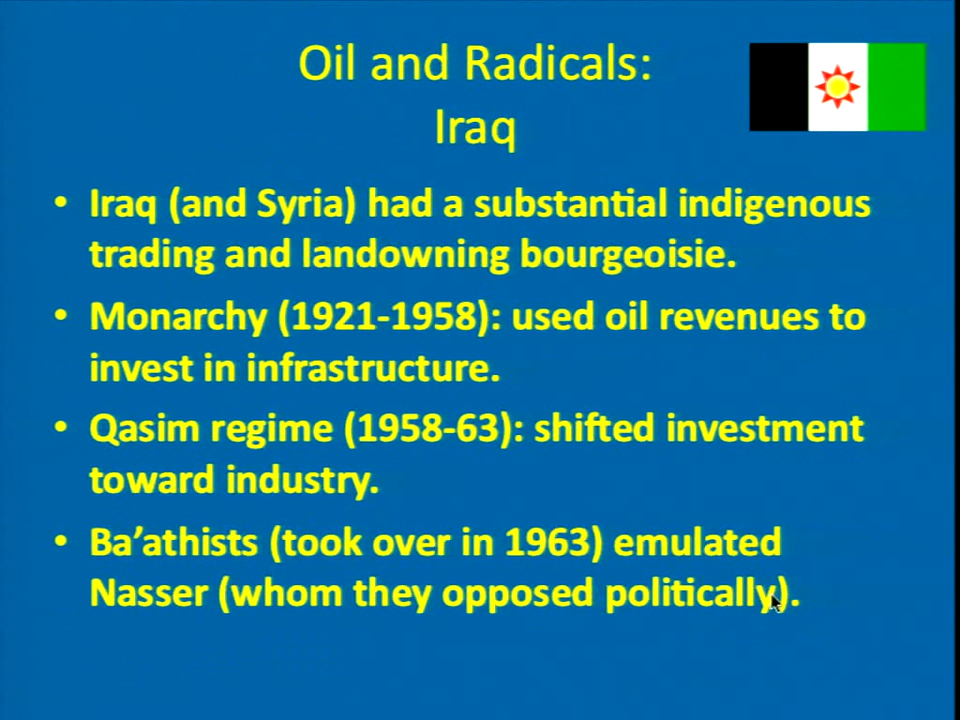 Oil and Radicals:
Iraq
• Iraq (and Syria) had a substantial indigenous
trading and landowning bourgeoisie.
• Monarchy (1921-1958): used oil revenues to
invest in infrastructure.
• Qasim regime (1958-63): shifted investment
toward industry.
• Ba’athists (took over in 1963) emulated
Nasser (whom they opposed politically).